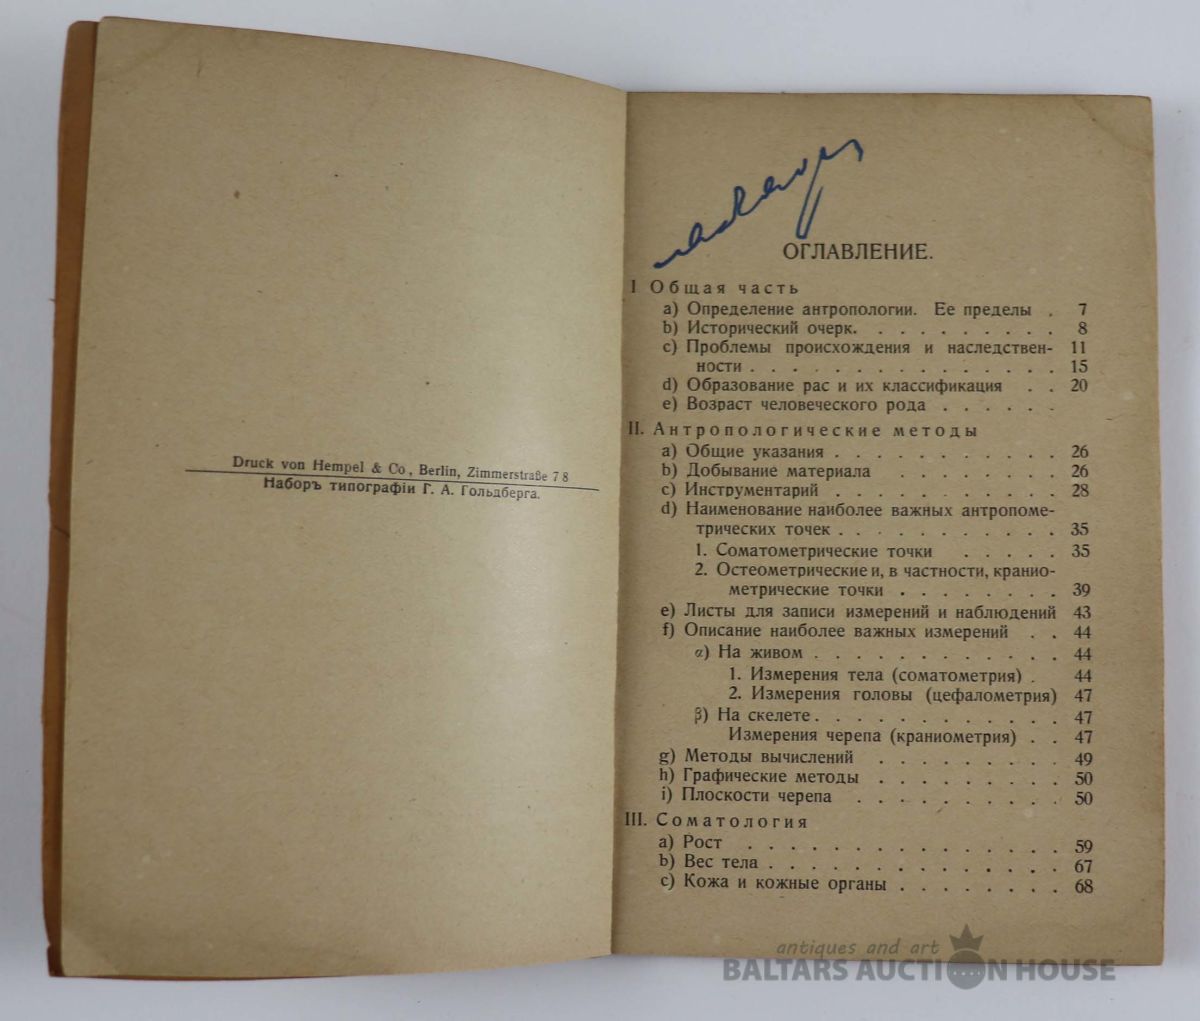 Druck von Hempel & Co., Berlin, Zimmerstraße 7 8
Наборъ типографіи Г. А. Гольдберга.
ОГЛАВЛЕНИЕ.
I Общая часть
a) Определение антропологии. Ее пределы . 7
b) Исторический очерк. . . . . . . . . . 8
c) Проблемы происхождения и наследствен- 11
ности . . . . . . . . . . . . . . . 15
d) Образование рас и их классификация . . 20
e) Возраст человеческого рода . . . . . .
II. Антропологические методы
a) Общие указания . . . . . . . . . . . 26
b) Добывание материала . . . . . . . . 26
c) Инструментарий . . . . . . . . . . . 28
d) Наименование наиболее важных антропоме-
трических точек . . . . . . . . . . . 35
1. Соматометрические точки . . . . . 35
2. Остеометрические и, в частности, кранио-
метрические точки . . . . . . . . 39
e) Листы для записи измерений и наблюдений 43
f) Описание наиболее важных измерений . . 44
α) На живом . . . . . . . . . . . . 44
1. Измерения тела (соматометрия) . 44
2. Измерения головы (цефалометрия) 47
β) На скелете . . . . . . . . . . . . 47
Измерения черепа (краниометрия) . . 47
g) Методы вычислений . . . . . . . . . 49
h) Графические методы . . . . . . . . . 50
i) Плоскости черепа . . . . . . . . . . 50
III. Соматология
a) Рост . . . . . . . . . . . . . . 59
b) Вес тела . . . . . . . . . . . . . 67
c) Кожа и кожные органы . . . . . . . . 68
antiques and art
BALTARS AUCTION HOUSE